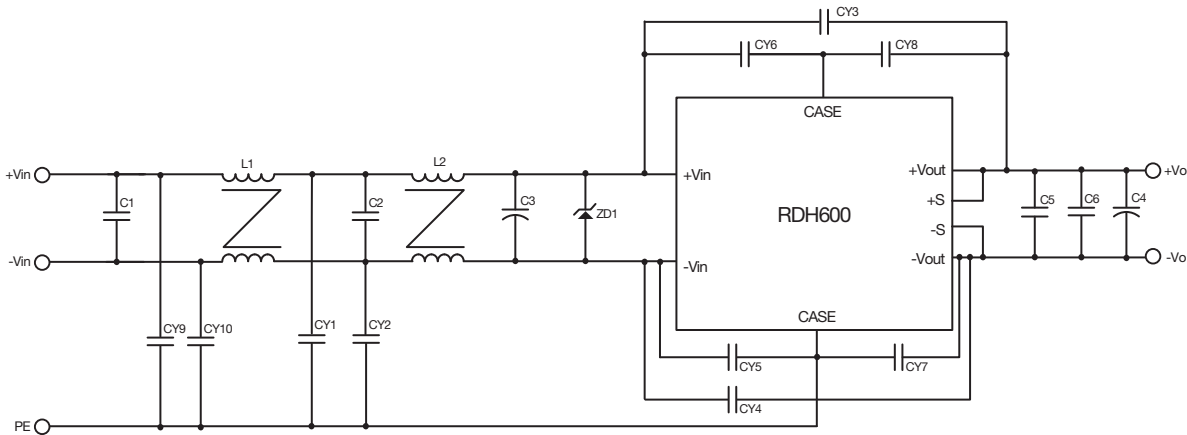 CY3
CY6
CY8
CASE
L1
L2
+Vin
+Vin
+Vout
+Vo
C1
C2
C3
ZD1
RDH600
+S
C5
C6
C4
-S
-Vin
-Vin
-Vout
-Vo
CASE
CY9
CY10
CY1
CY2
CY5
CY7
CY4
PE